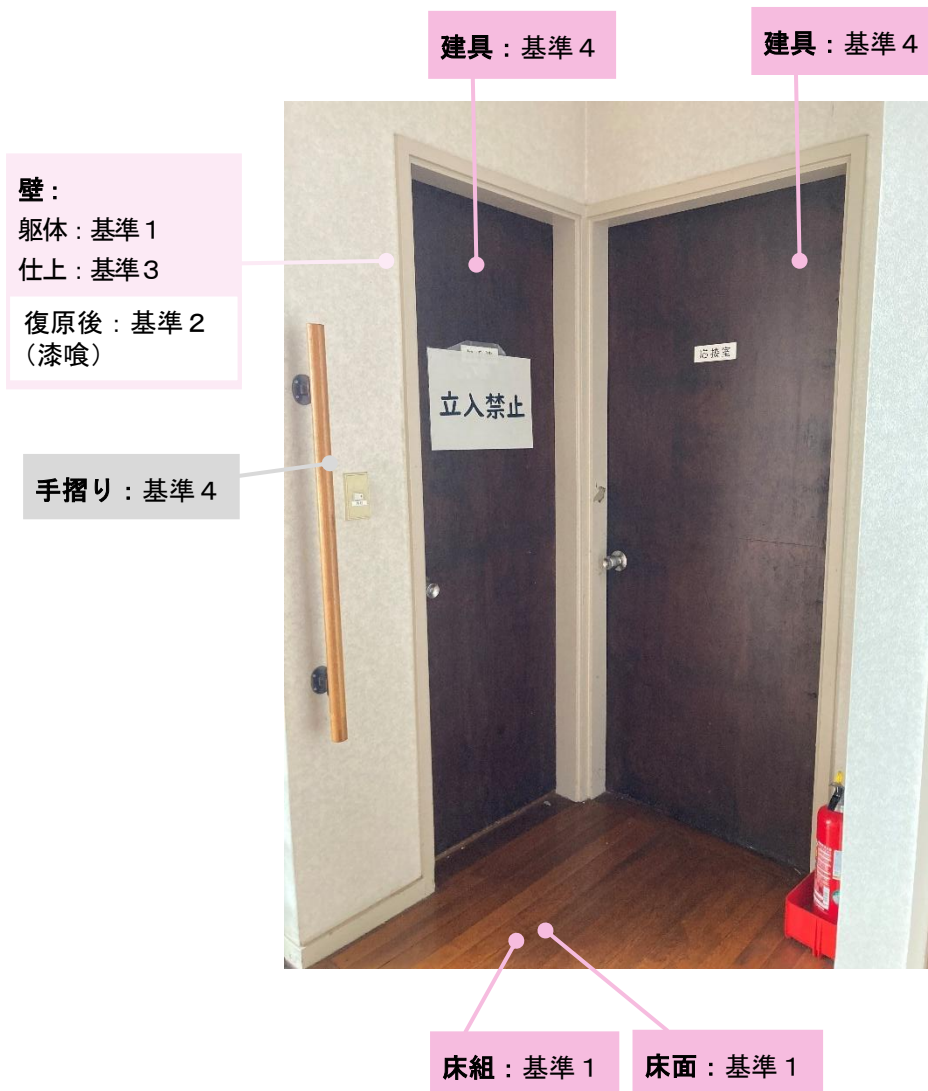 建具：基準４
建具：基準４
壁：
躯体：基準１
仕上：基準３
復原後：基準２
（漆喰）
立入禁止
応接室
手摺り：基準４
床組：基準１
床面：基準１